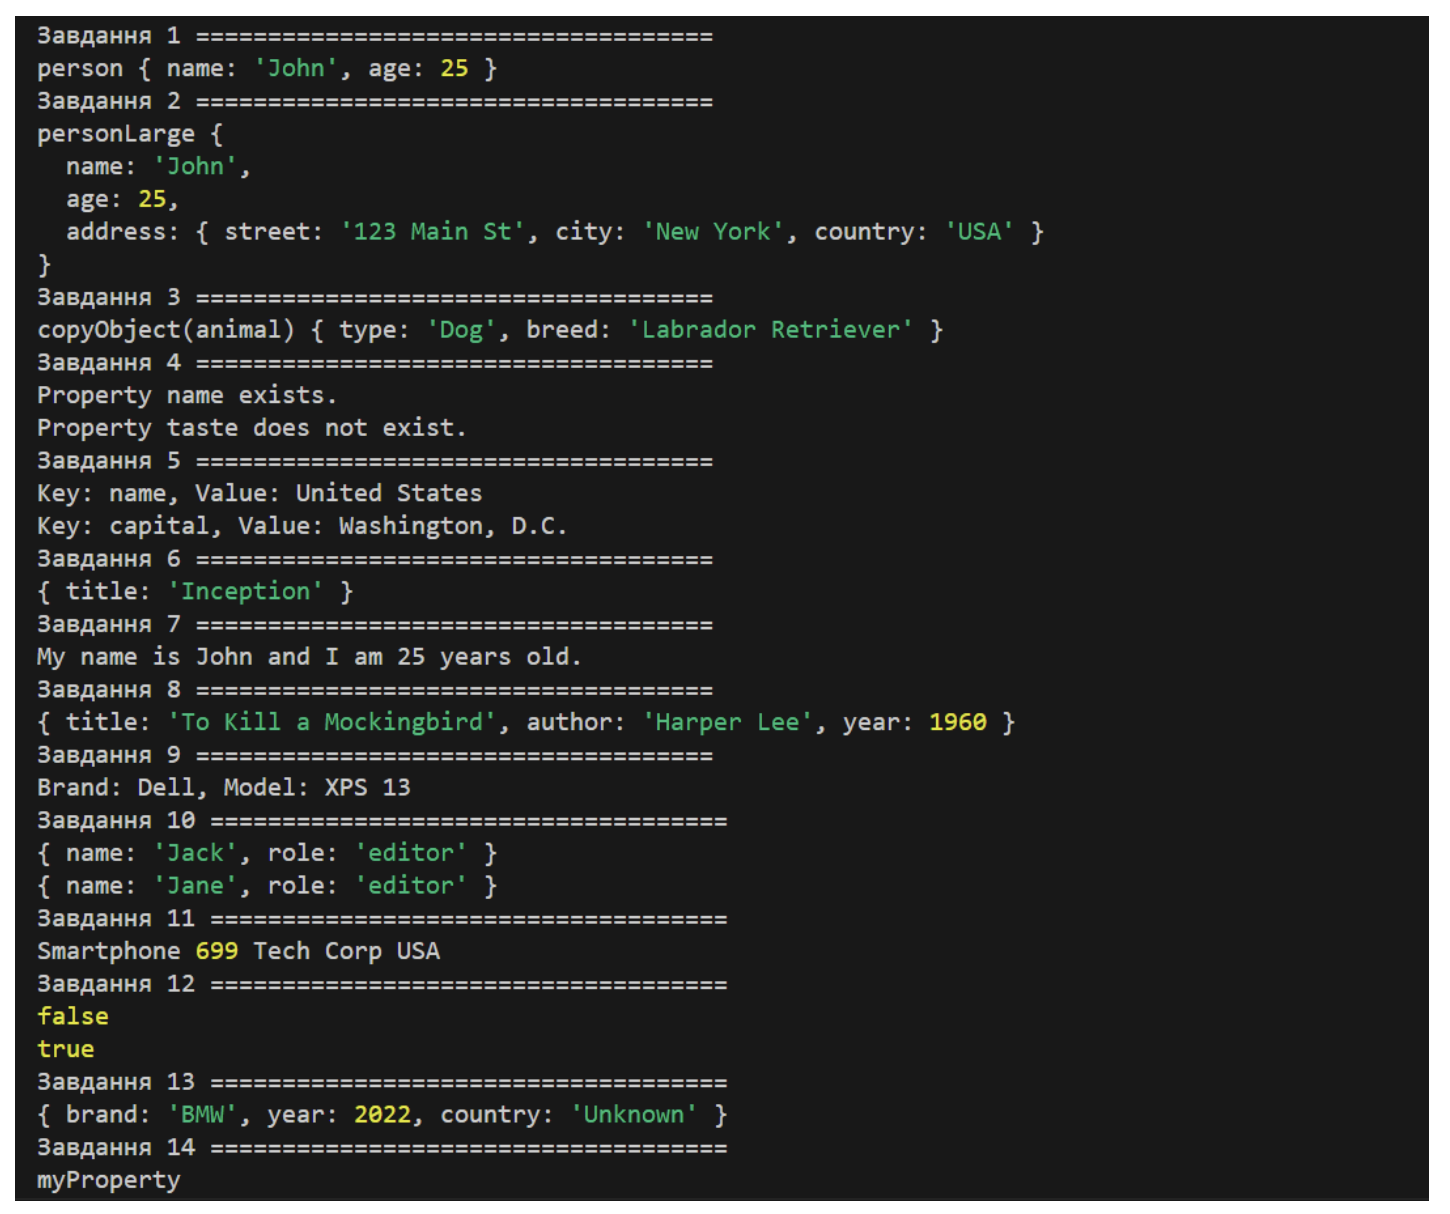 Завдання 1 ====================================
person { name: 'John', age: 25 }
Завдання 2 ====================================
personLarge {
  name: 'John',
  age: 25,
  address: { street: '123 Main St', city: 'New York', country: 'USA' }
}
Завдання 3 ====================================
copyObject(animal) { type: 'Dog', breed: 'Labrador Retriever' }
Завдання 4 ====================================
Property name exists.
Property taste does not exist.
Завдання 5 ====================================
Key: name, Value: United States
Key: capital, Value: Washington, D.C.
Завдання 6 ====================================
{ title: 'Inception' }
Завдання 7 ====================================
My name is John and I am 25 years old.
Завдання 8 ====================================
{ title: 'To Kill a Mockingbird', author: 'Harper Lee', year: 1960 }
Завдання 9 ====================================
Brand: Dell, Model: XPS 13
Завдання 10 ====================================
{ name: 'Jack', role: 'editor' }
{ name: 'Jane', role: 'editor' }
Завдання 11 ====================================
Smartphone 699 Tech Corp USA
Завдання 12 ====================================
false
true
Завдання 13 ====================================
{ brand: 'BMW', year: 2022, country: 'Unknown' }
Завдання 14 ====================================
myProperty